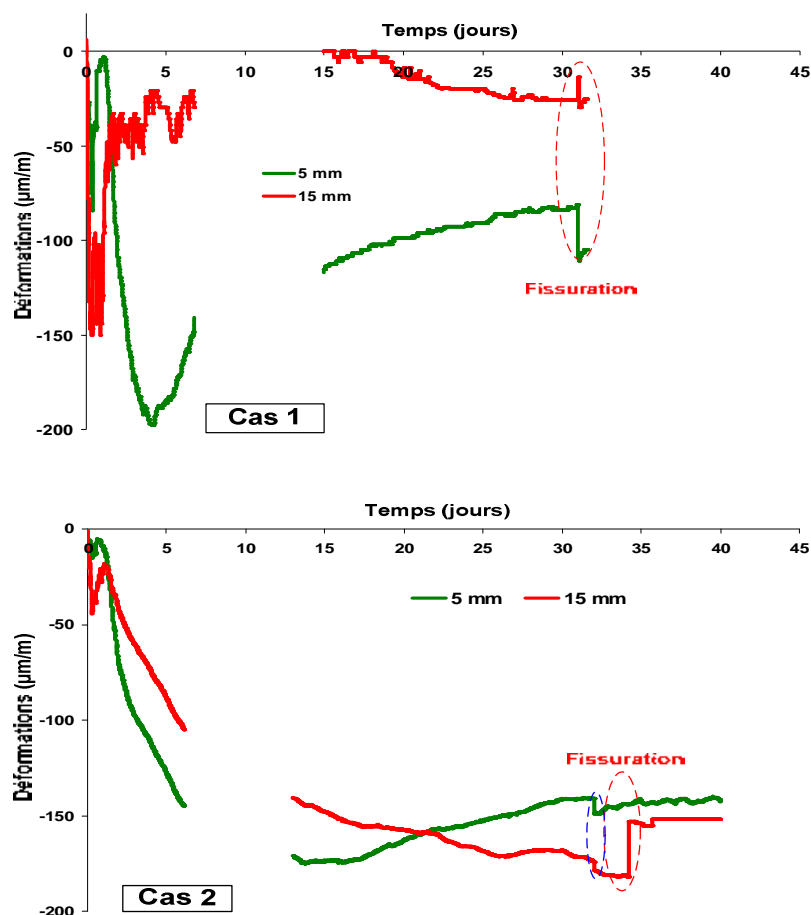 Temps (jours)
0
0 5 10 15 20 25 30 35 40 45
-50
-100
-150
-200
Déformations (µm/m)
5 mm
15 mm
Fissuration
Cas 1
Temps (jours)
0
0 5 10 15 20 25 30 35 40 45
-50
-100
-150
-200
Déformations (µm/m)
5 mm 15 mm
Fissuration
Cas 2